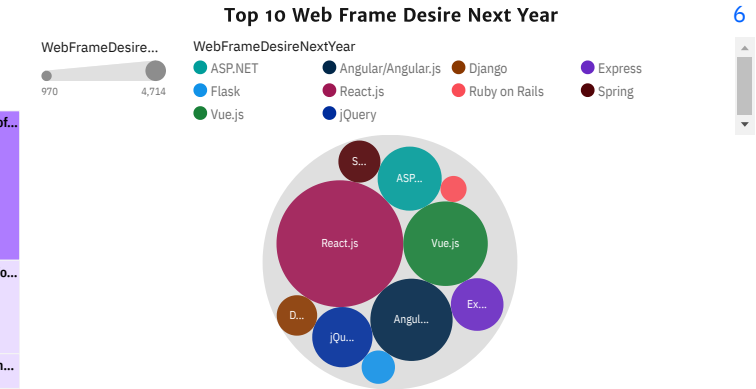 Top 10 Web Frame Desire Next Year
6
WebFrameDesire...
970
4,714
WebFrameDesireNextYear
ASP.NET
Angular/Angular.js
Django
Express
Flask
React.js
Ruby on Rails
Spring
Vue.js
jQuery
of...
o...
n...
S...
ASP...
React.js
Vue.js
Ex...
D...
Angul...
jQu...